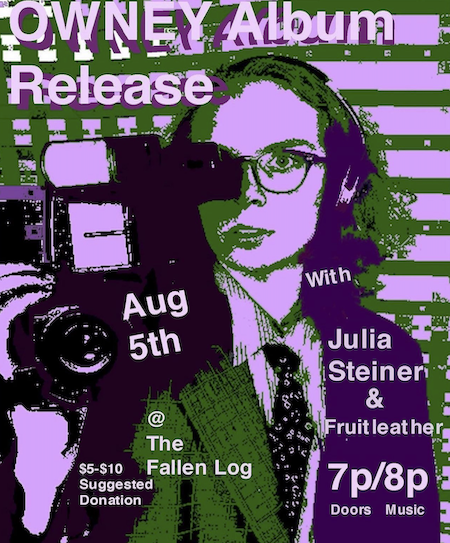 OWNEY Album
Release
With
Aug
5th
Julia
Steiner
&
Fruitleather
@
The
Fallen Log
$5-$10
Suggested
Donation
7p/8p
Doors Music